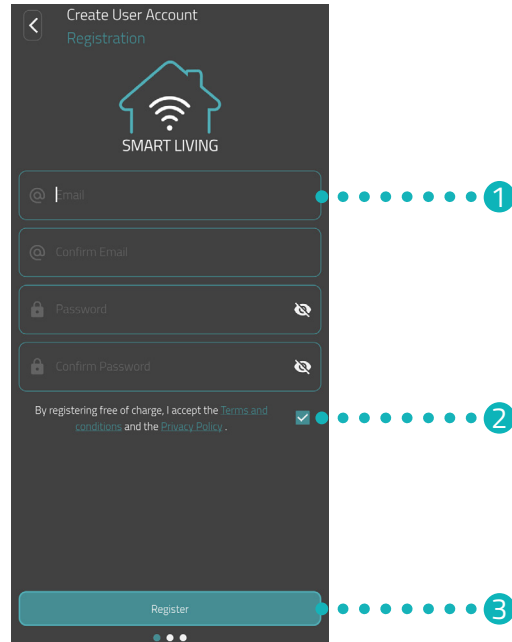 Create User Account
Registration
SMART LIVING
Email
1
Confirm Email
Password
Confirm Password
By registering free of charge, I accept the Terms and
conditions and the Privacy Policy .
2
Register
3